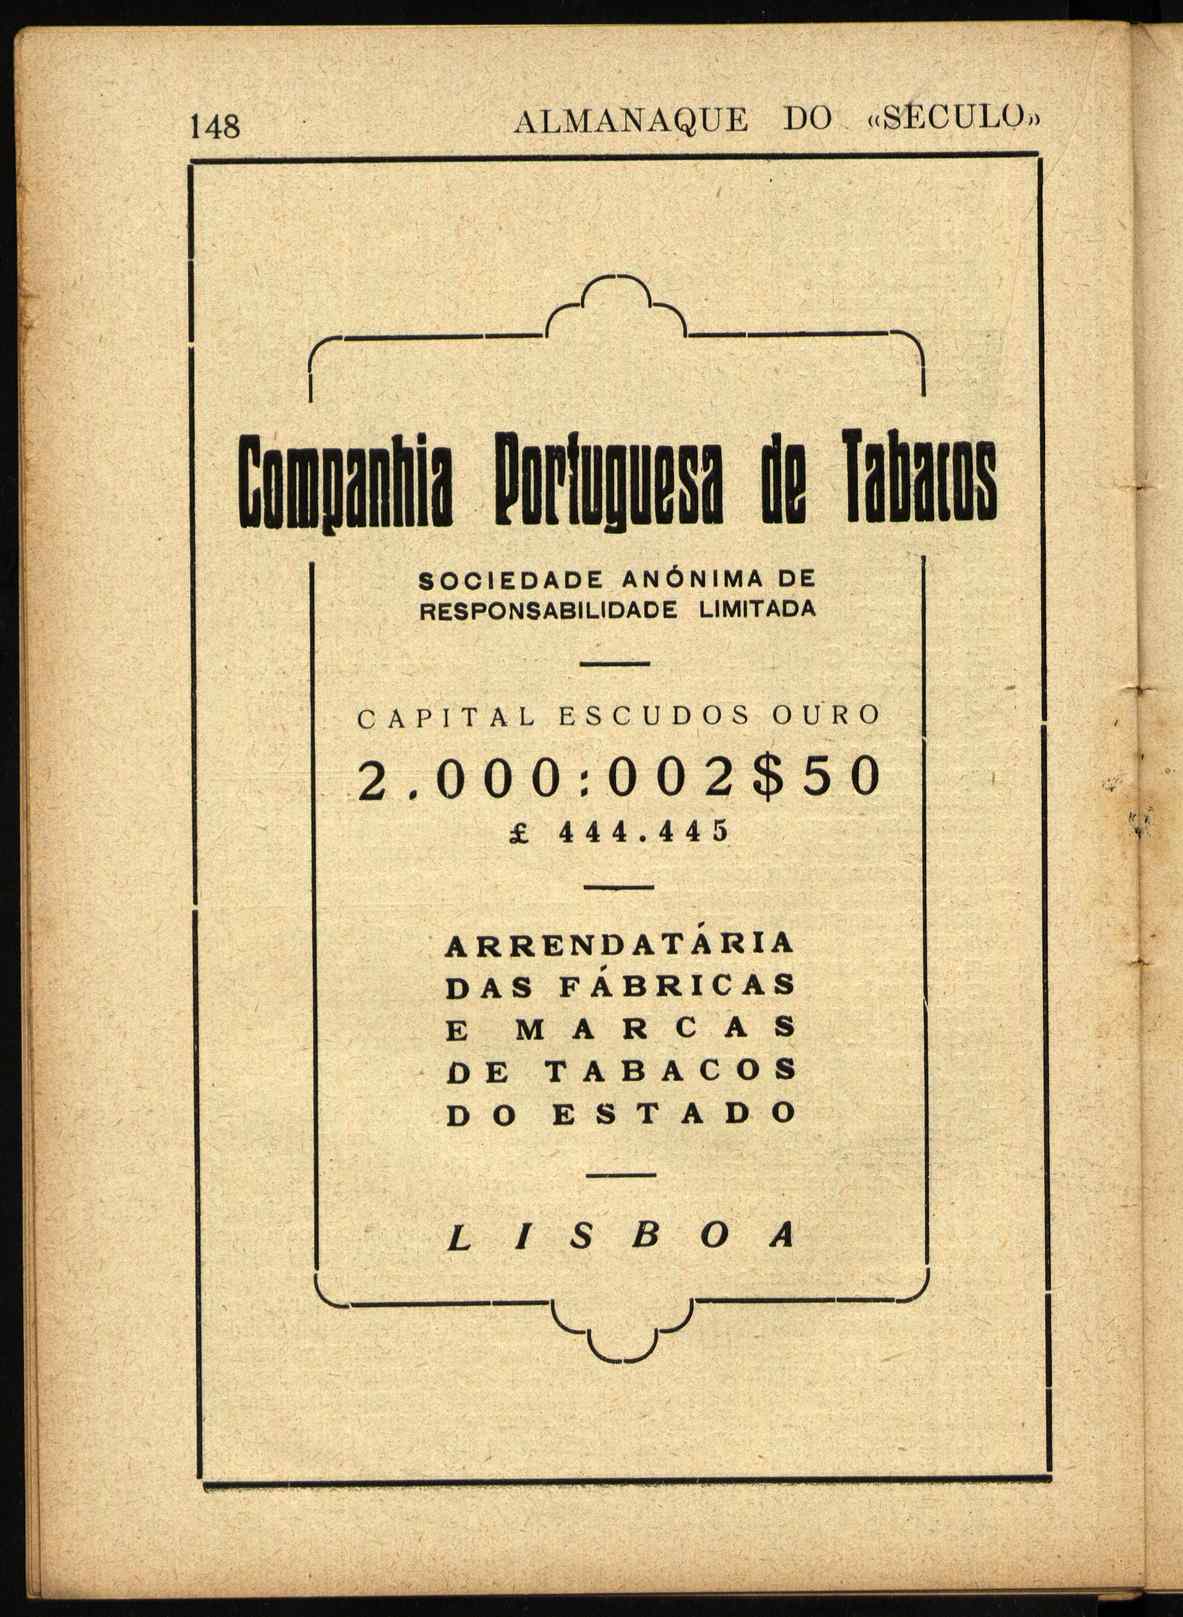 148 ALMANAQUE DO «SECULO»
Companhia Portuguesa de Tabacos
SOCIEDADE ANÓNIMA DE
RESPONSABILIDADE LIMITADA
CAPITAL ESCUDOS OURO
2.000:002$50
£ 444.445
ARRENDATÁRIA
DAS FÁBRICAS
E MARCAS
DE TABACOS
DO ESTADO
LISBOA